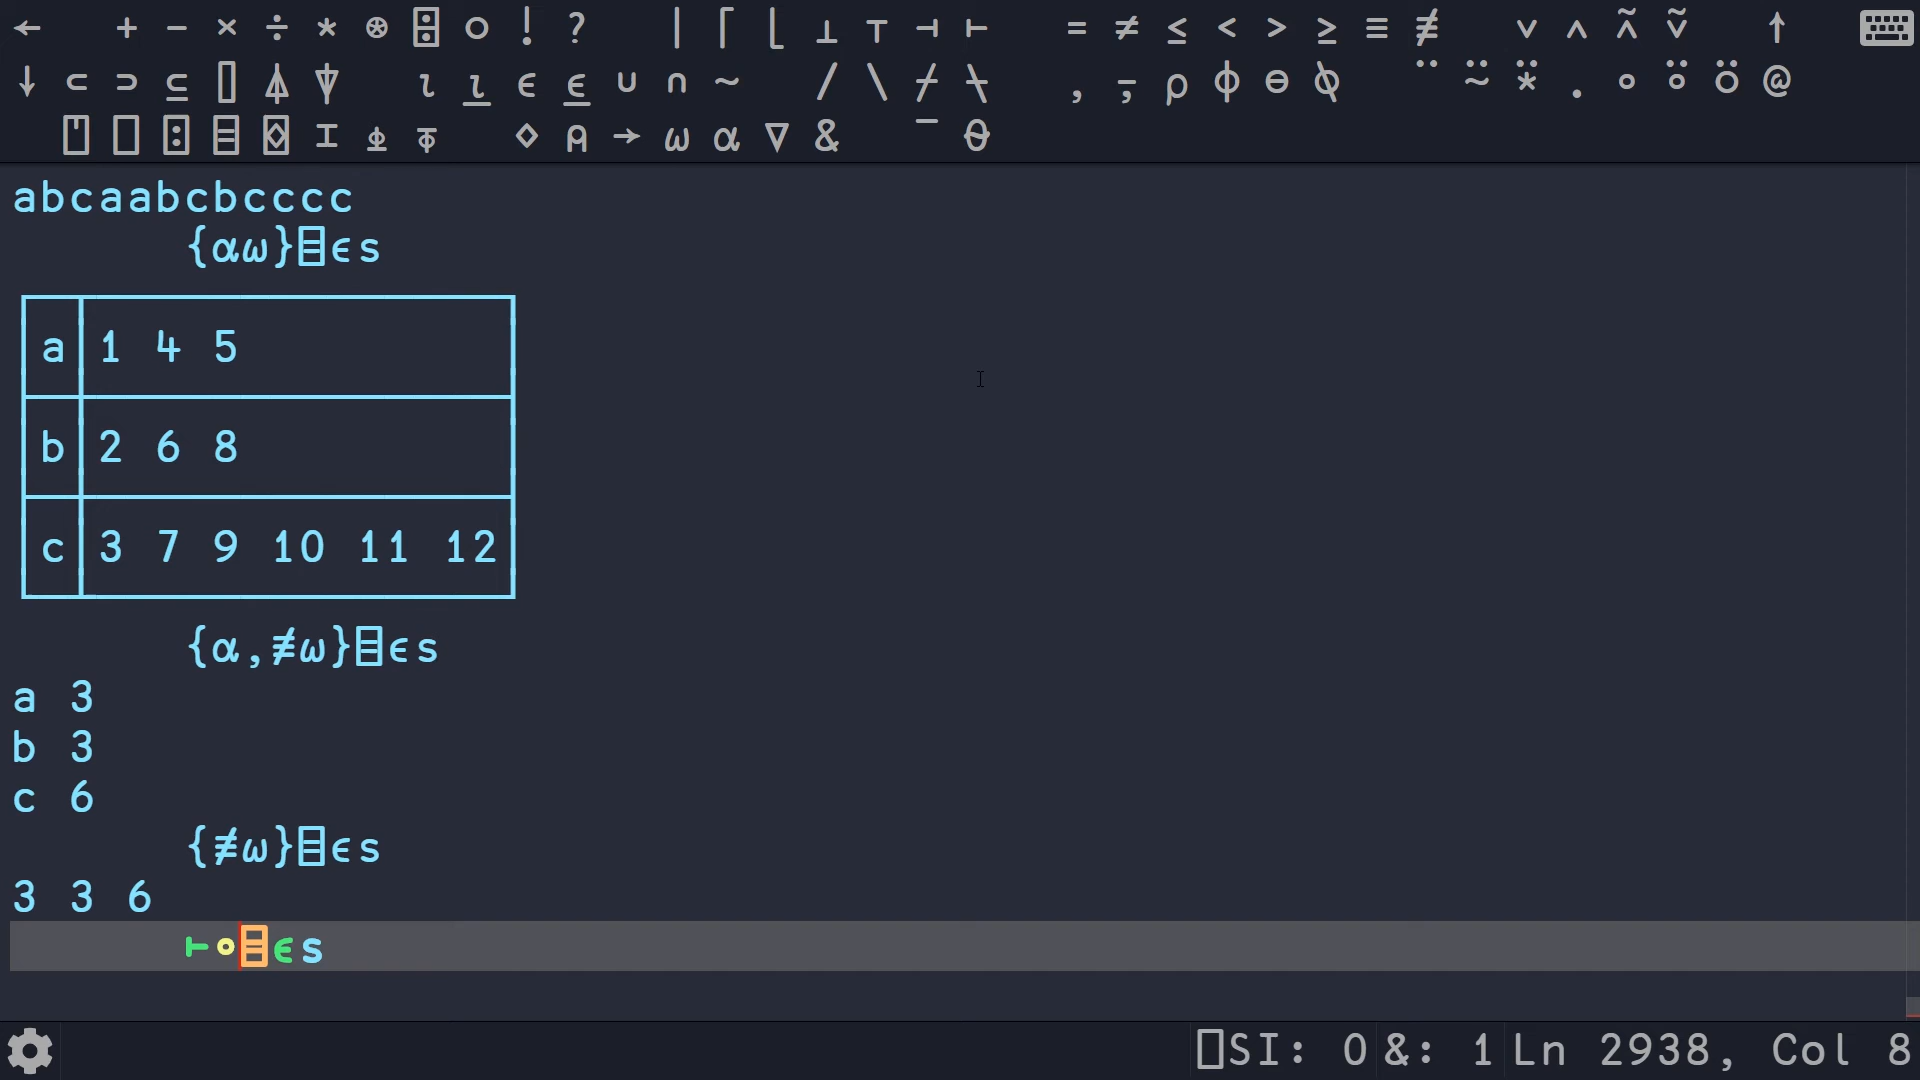 ← + − × ÷ * ⍟ ⌹ ○ ! ? | ⌈ ⌊ ⊥ ⊤ ⊣ ⊢ = ≠ ≤ < > ≥ ≡ ≢ ∨ ∧ ⍲ ⍱ ↑
↓ ⊂ ⊃ ⊆ ⌷ ⍋ ⍒ ⍳ ⍸ ∊ ⍷ ∪ ∩ ~ / \ ⌿ ⍀ , ⍪ ⍴ ⌽ ⊖ ⍉ ¨ ⍨ ⍣ . ∘ ⍤ ⍥ @
⍞ ⎕ ⍠ ⌸ ⌺ ⌶ ⍎ ⍕ ⋄ ⍝ → ⍵ ⍺ ∇ & ¯ ⍬
abcaabcbcccc
{⍺⍵}⌸∊s
a 1 4 5
b 2 6 8
c 3 7 9 10 11 12
{⍺,≢⍵}⌸∊s
a 3
b 3
c 6
{≢⍵}⌸∊s
3 3 6
⊢∘⌸∊s
⎕SI: 0 &: 1 Ln 2938, Col 8